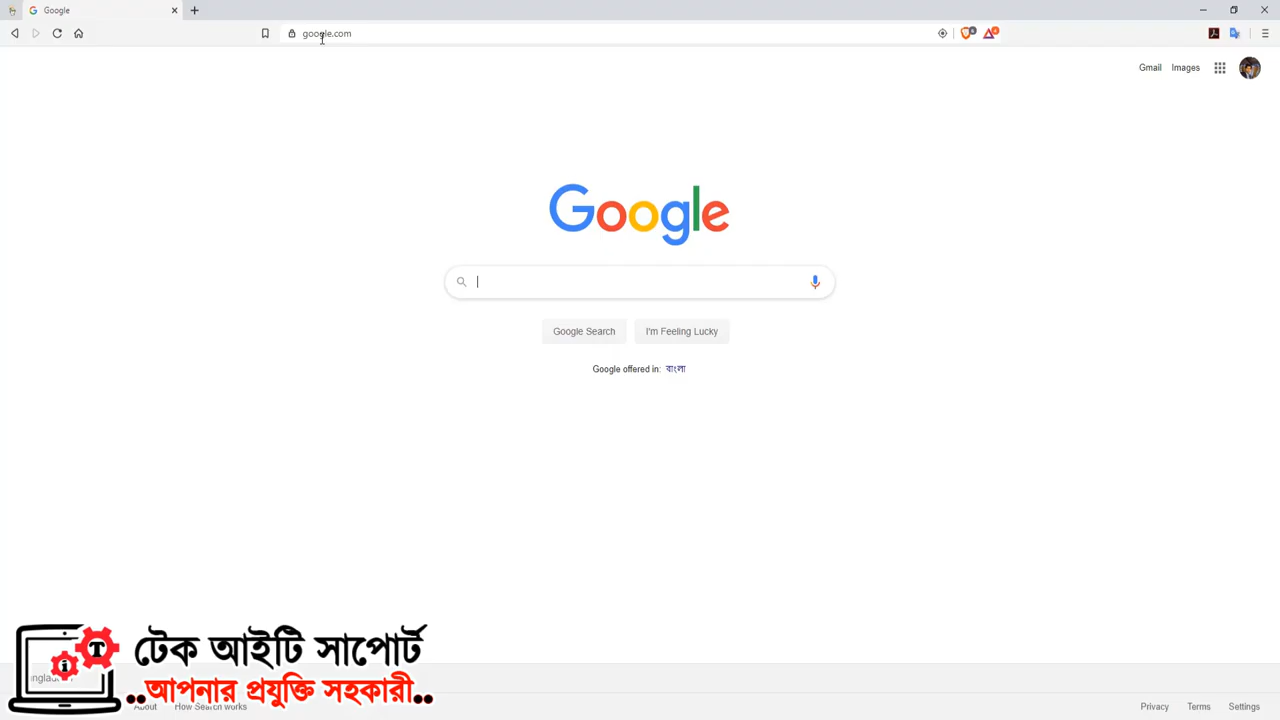 Google
google.com
Gmail Images
Google
Google Search I'm Feeling Lucky
Google offered in: বাংলা
টেক আইটি সাপোর্ট
..আপনার প্রযুক্তি সহকারী..
About How Search works
Privacy Terms Settings